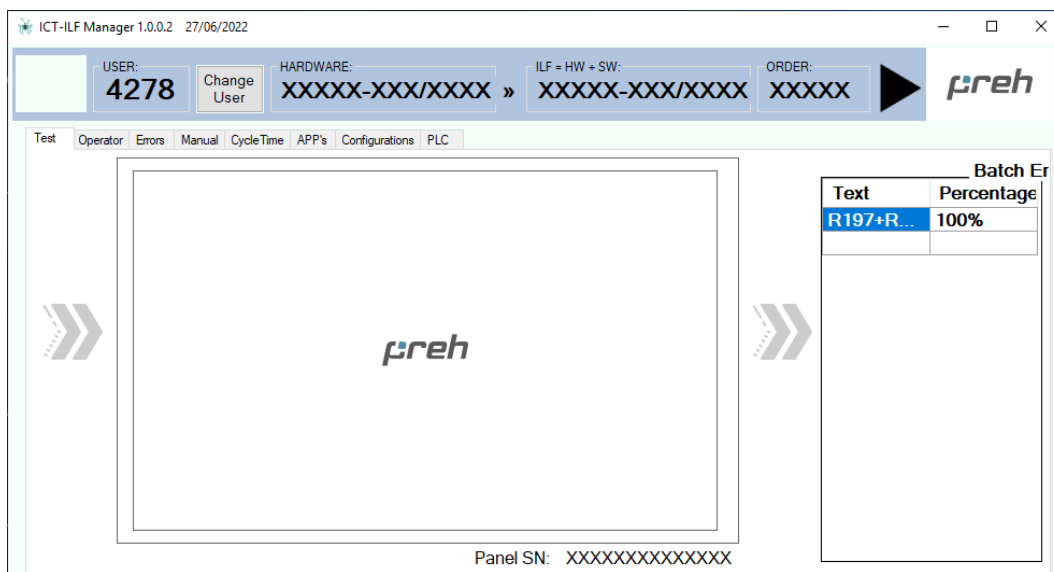 ICT-ILF Manager 1.0.0.2 27/06/2022
USER:
4278
Change
User
HARDWARE:
XXXXX-XXX/XXXX »
ILF = HW + SW:
XXXXX-XXX/XXXX
ORDER:
XXXXX
preh
Test Operator Errors Manual CycleTime APP's Configurations PLC
Batch Er
Text Percentage
R197+R... 100%
preh
Panel SN: XXXXXXXXXXXXXX